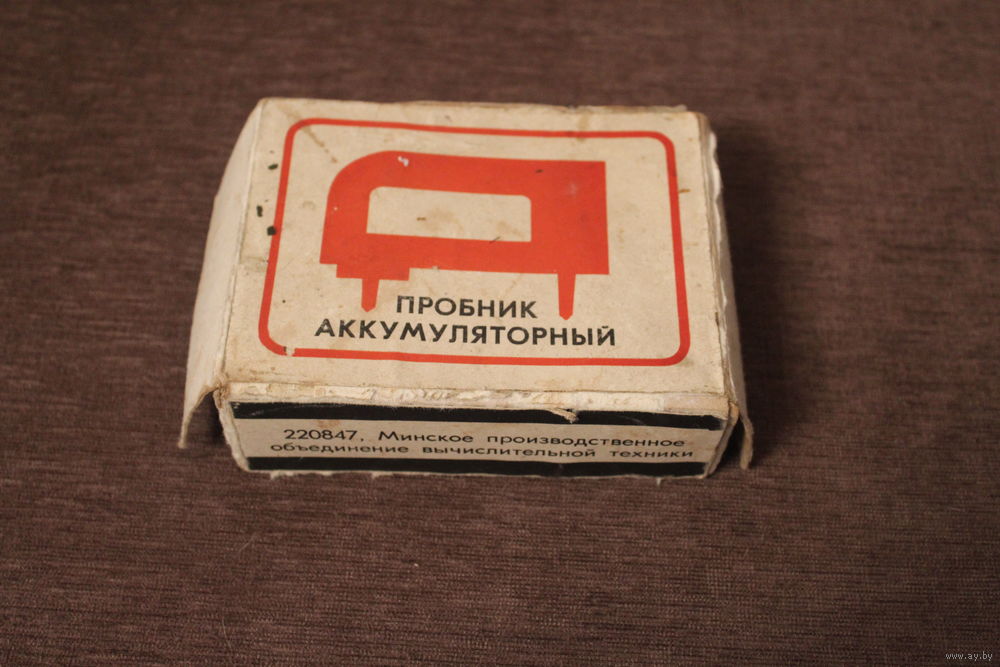 ПРОБНИК
АККУМУЛЯТОРНЫЙ
220847, Минское производственное
объединение вычислительной техники
www.ay.by